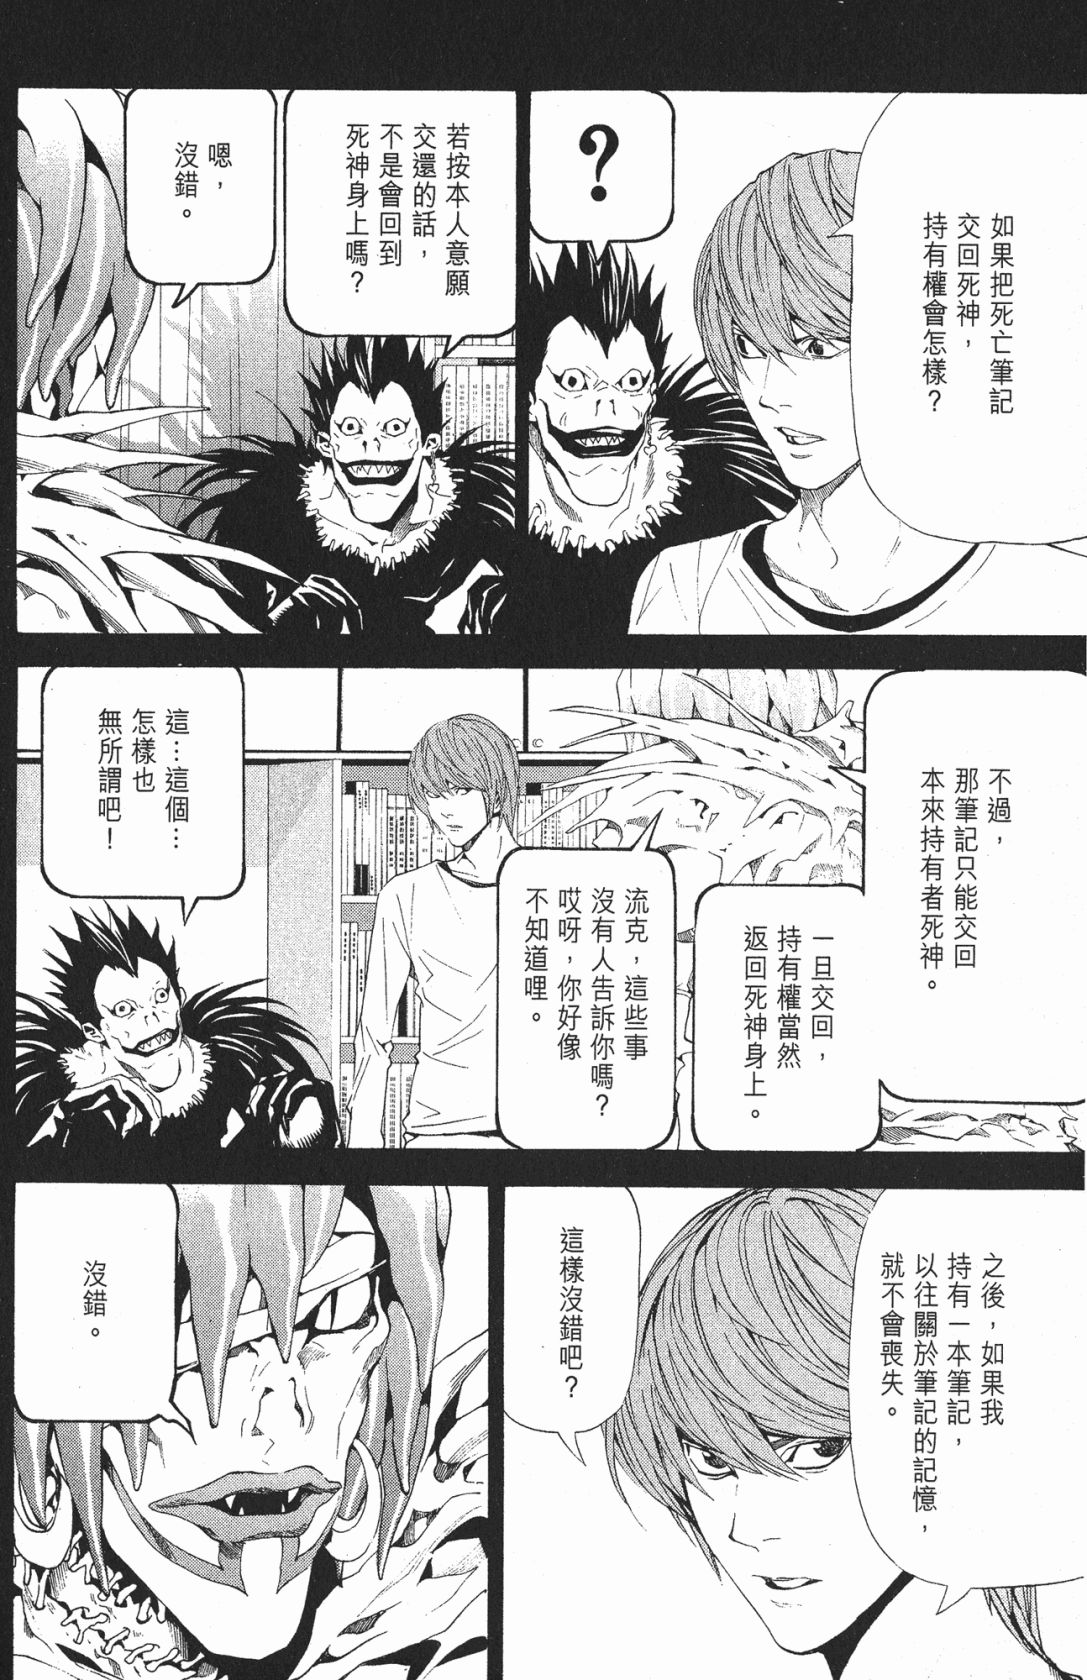 如果把死亡筆記
交回死神，
持有權會怎樣？
？
若按本人意願
交還的話，
不是會回到
死神身上嗎？
嗯，
沒錯。
不過，
那筆記只能交回
本來持有者死神。
一旦交回，
持有權當然
返回死神身上。
流克，這些事
沒有人告訴你嗎？
哎呀，你好像
不知道哩。
這…這個…
怎樣也
無所謂吧！
之後，如果我
持有一本筆記，
以往關於筆記的記憶，
就不會喪失。
這樣沒錯吧？
沒錯。